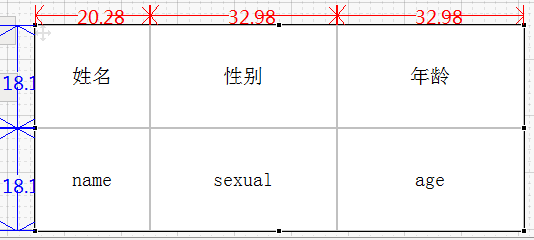 20.28 32.98 32.98
18.1 姓名 性别 年龄
18.1 name sexual age